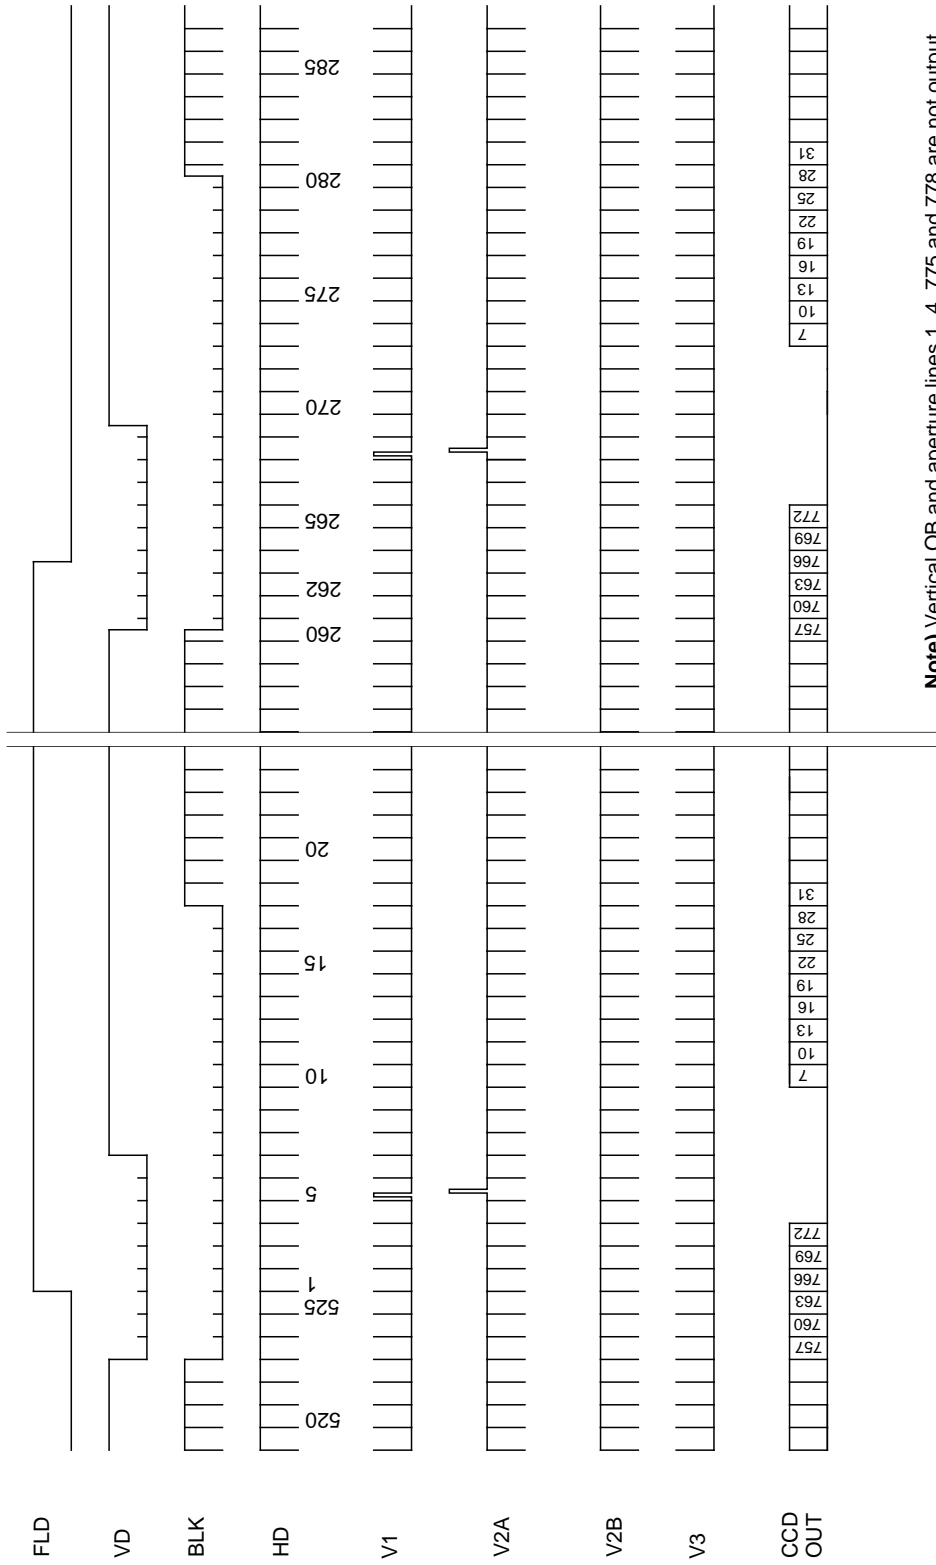 FLD
VD
BLK
HD
520 525 1 5 10 15 20 260 262 265 270 275 280 285
V1
V2A
V2B
V3
CCD
OUT
757 760 763 766 769 772 7 10 13 16 19 22 25 28 31 757 760 763 766 769 772 7 10 13 16 19 22 25 28 31
Note) Vertical OB and aperture lines 1, 4, 775 and 778 are not output